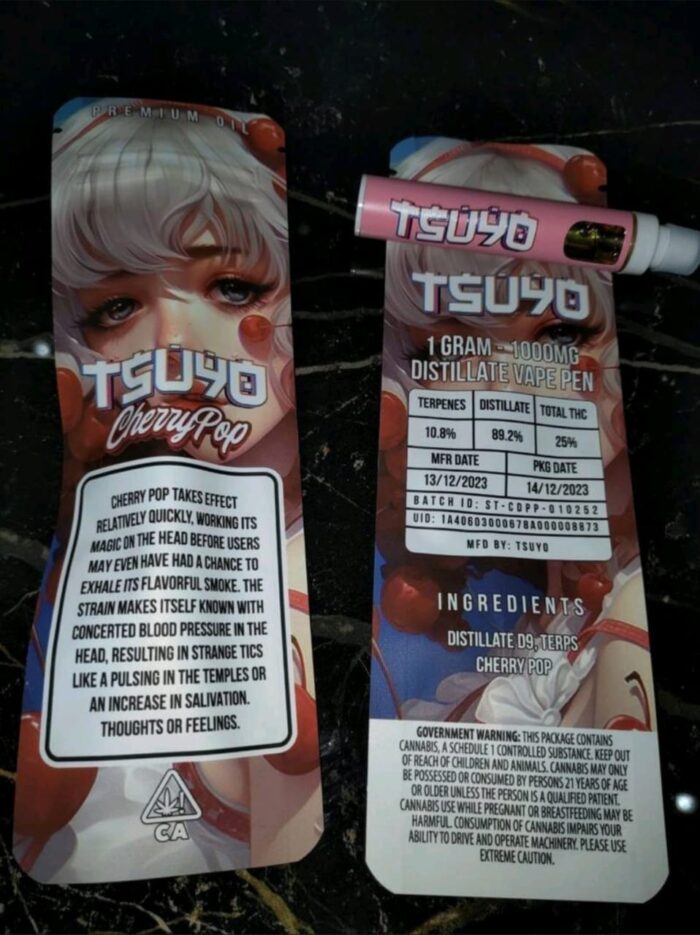 PREMIUM OIL
TSUYO
CherryPop
CHERRY POP TAKES EFFECT
RELATIVELY QUICKLY, WORKING ITS
MAGIC ON THE HEAD BEFORE USERS
MAY EVEN HAVE HAD A CHANCE TO
EXHALE ITS FLAVORFUL SMOKE. THE
STRAIN MAKES ITSELF KNOWN WITH
CONCERTED BLOOD PRESSURE IN THE
HEAD, RESULTING IN STRANGE TICS
LIKE A PULSING IN THE TEMPLES OR
AN INCREASE IN SALIVATION.
THOUGHTS OR FEELINGS.
CA
TSUYO
TSUYO
1 GRAM - 1000MG
DISTILLATE VAPE PEN
TERPENES DISTILLATE TOTAL THC
10.8% 89.2% 25%
MFR DATE PKG DATE
13/12/2023 14/12/2023
BATCH ID: ST-CDPP-010252
UID: 1A40603000678A000008873
MFD BY: TSUYO
INGREDIENTS
DISTILLATE D9, TERPS
CHERRY POP
GOVERNMENT WARNING: THIS PACKAGE CONTAINS
CANNABIS, A SCHEDULE 1 CONTROLLED SUBSTANCE. KEEP OUT
OF REACH OF CHILDREN AND ANIMALS. CANNABIS MAY ONLY
BE POSSESSED OR CONSUMED BY PERSONS 21 YEARS OF AGE
OR OLDER UNLESS THE PERSON IS A QUALIFIED PATIENT.
CANNABIS USE WHILE PREGNANT OR BREASTFEEDING MAY BE
HARMFUL. CONSUMPTION OF CANNABIS IMPAIRS YOUR
ABILITY TO DRIVE AND OPERATE MACHINERY. PLEASE USE
EXTREME CAUTION.